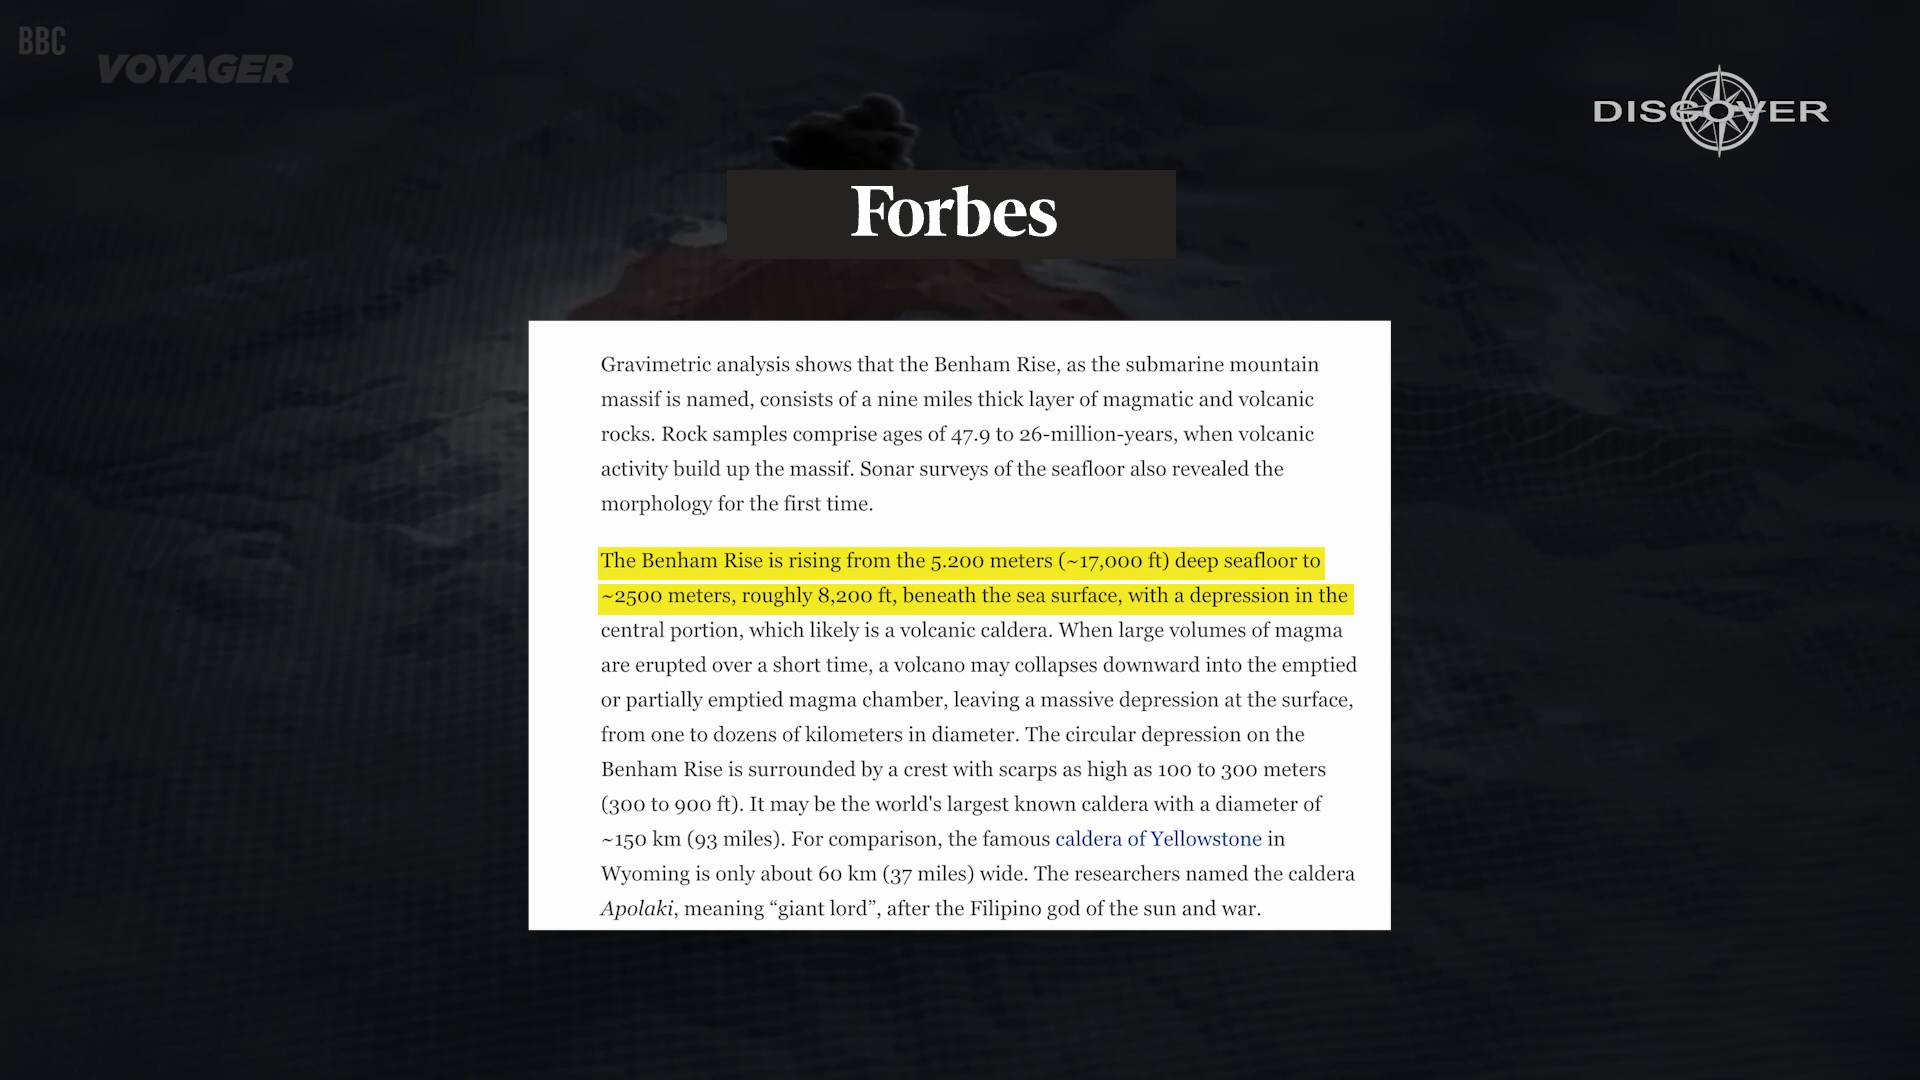 BBC
VOYAGER
DISCOVER
Forbes
Gravimetric analysis shows that the Benham Rise, as the submarine mountain
massif is named, consists of a nine miles thick layer of magmatic and volcanic
rocks. Rock samples comprise ages of 47.9 to 26-million-years, when volcanic
activity build up the massif. Sonar surveys of the seafloor also revealed the
morphology for the first time.
The Benham Rise is rising from the 5.200 meters (~17,000 ft) deep seafloor to
~2500 meters, roughly 8,200 ft, beneath the sea surface, with a depression in the
central portion, which likely is a volcanic caldera. When large volumes of magma
are erupted over a short time, a volcano may collapses downward into the emptied
or partially emptied magma chamber, leaving a massive depression at the surface,
from one to dozens of kilometers in diameter. The circular depression on the
Benham Rise is surrounded by a crest with scarps as high as 100 to 300 meters
(300 to 900 ft). It may be the world's largest known caldera with a diameter of
~150 km (93 miles). For comparison, the famous caldera of Yellowstone in
Wyoming is only about 60 km (37 miles) wide. The researchers named the caldera
Apolaki, meaning “giant lord”, after the Filipino god of the sun and war.